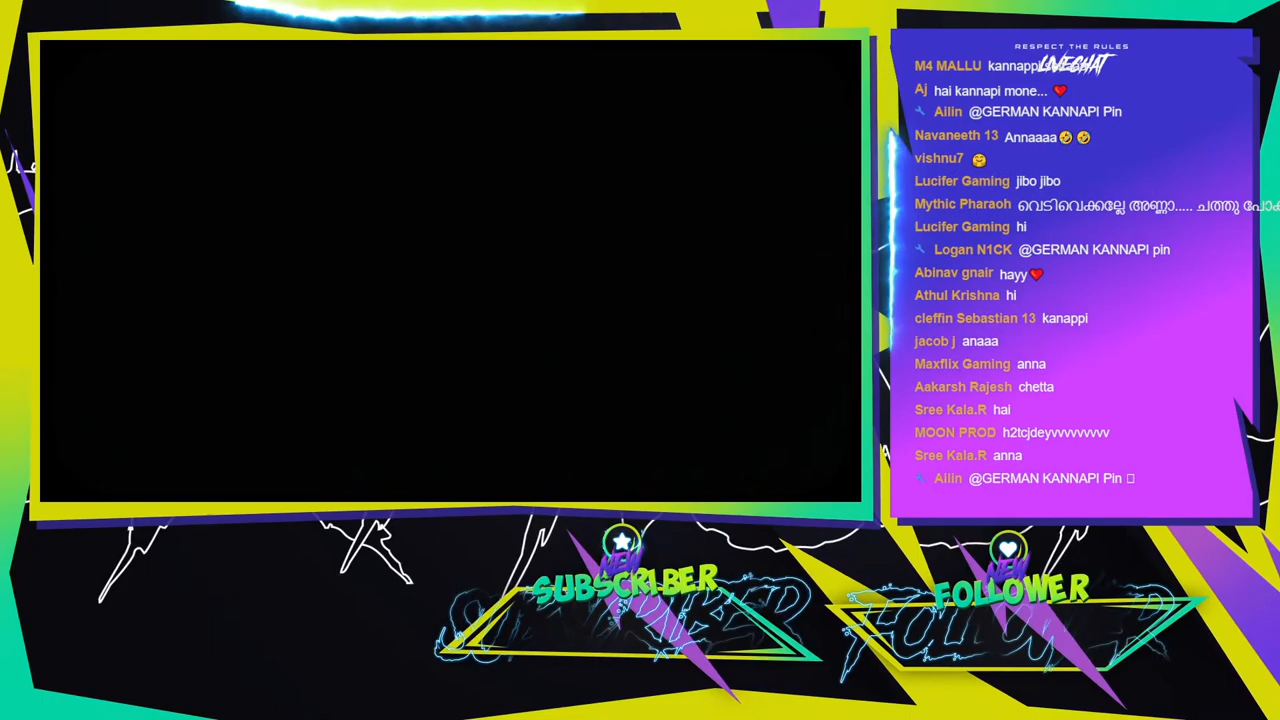 RESPECT THE RULES
LIVECHAT
M4 MALLU kannappi
Aj hai kannapi mone... ❤️
Ailin @GERMAN KANNAPI Pin
Navaneeth 13 Annaaaa🤣🤣
vishnu7 🤗
Lucifer Gaming jibo jibo
Mythic Pharaoh വെടിവെക്കല്ലേ അണ്ണാ..... ചത്തു
Lucifer Gaming hi
Logan N1CK @GERMAN KANNAPI pin
Abinav gnair hayy❤️
Athul Krishna hi
cleffin Sebastian 13 kanappi
jacob j anaaa
Maxflix Gaming anna
Aakarsh Rajesh chetta
Sree Kala.R hai
MOON PROD h2tcjdeyvvvvvvvvv
Sree Kala.R anna
Ailin @GERMAN KANNAPI Pin
NEW
SUBSCRIBER
NEW
FOLLOWER